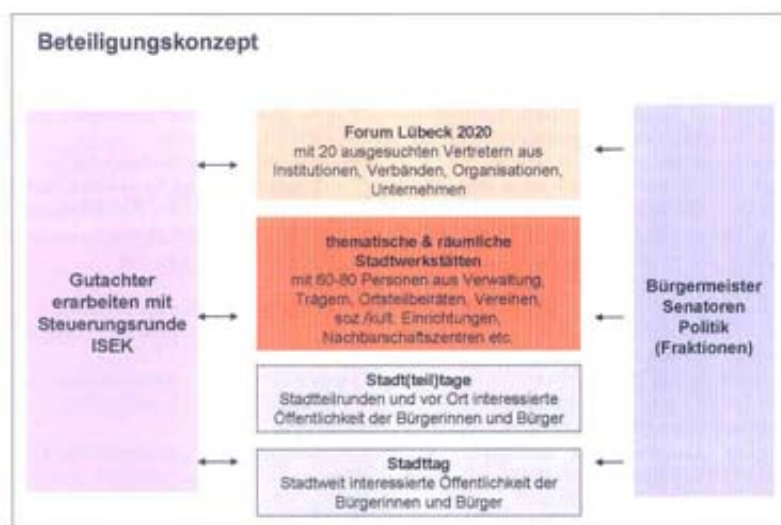 Beteiligungskonzept
Gutachter
erarbeiten mit
Steuerungsrunde
ISEK
Forum Lübeck 2020
mit 20 ausgesuchten Vertretern aus
Institutionen, Verbänden, Organisationen,
Unternehmen
thematische & räumliche
Stadtwerkstätten
mit 60-80 Personen aus Verwaltung,
Trägern, Ortsteilbeiräten, Vereinen,
soz./kult. Einrichtungen,
Nachbarschaftszentren etc.
Stadt(teil)tage
Stadtteilrunden und vor Ort interessierte
Öffentlichkeit der Bürgerinnen und Bürger
Stadttag
Stadtweit interessierte Öffentlichkeit der
Bürgerinnen und Bürger
Bürgermeister
Senatoren
Politik
(Fraktionen)